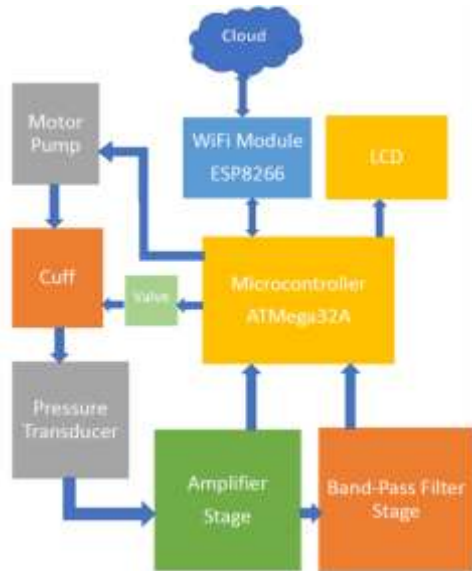 Cloud
Motor
Pump
WiFi Module
ESP8266
LCD
Cuff
Valve
Microcontroller
ATMega32A
Pressure
Transducer
Amplifier
Stage
Band-Pass Filter
Stage